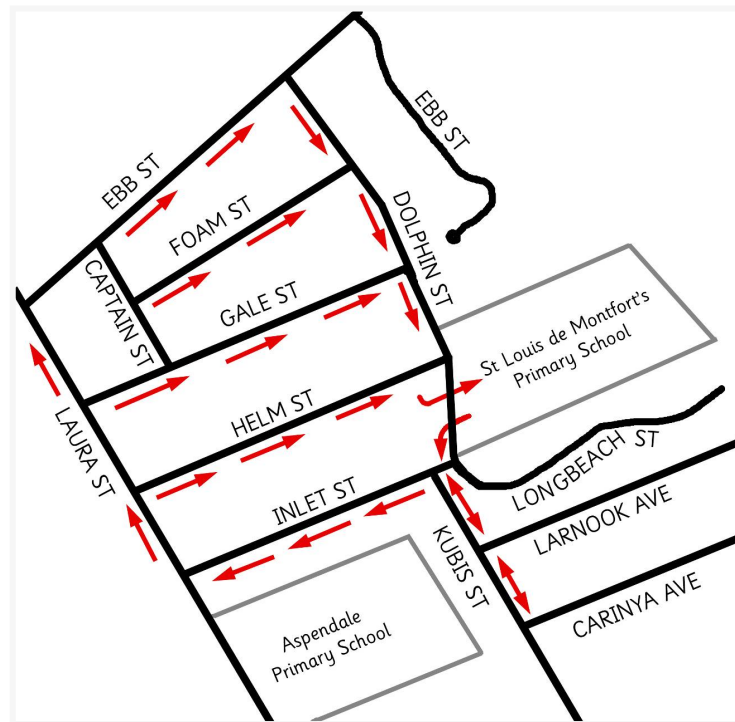 EBB ST
EBB ST
FOAM ST
DOLPHIN ST
CAPTAIN ST
GALE ST
St Louis de Montfort's
Primary School
HELM ST
LAURA ST
LONGBEACH ST
INLET ST
LARNOOK AVE
KUBIS ST
CARINYA AVE
Aspendale
Primary School